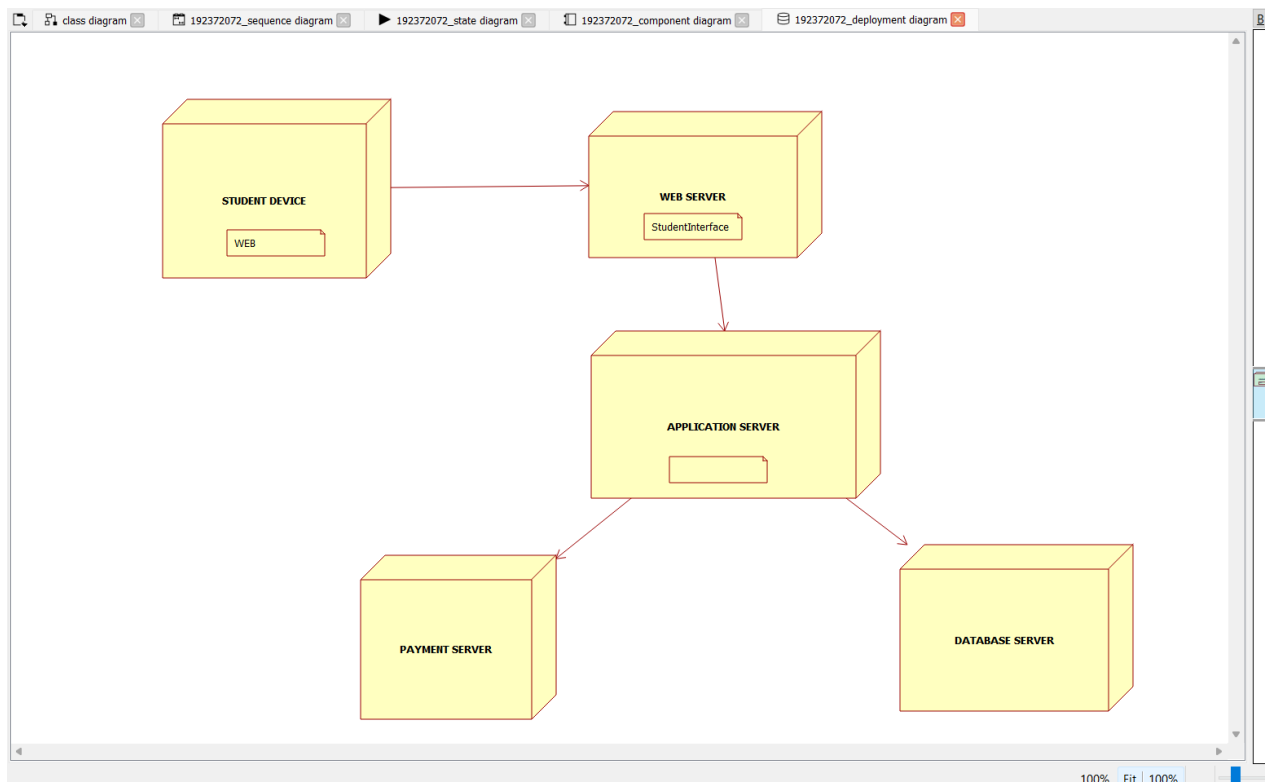 class diagram
192372072_sequence diagram
192372072_state diagram
192372072_component diagram
192372072_deployment diagram
STUDENT DEVICE
WEB
WEB SERVER
StudentInterface
APPLICATION SERVER
PAYMENT SERVER
DATABASE SERVER
100% Fit 100%